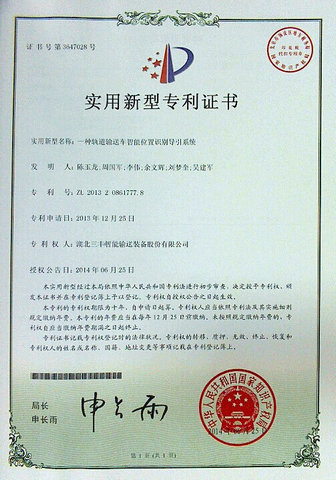 证书号第3647028号
实用新型专利证书
实用新型名称：一种轨道输送车智能位置识别导引系统
发 明 人：陈玉龙;周国军;李伟;余文辉;刘梦奎;吴建军
专 利 号：ZL 2013 2 0861777.8
专利申请日：2013年12月25日
专 利 权 人：湖北三丰智能输送装备股份有限公司
授权公告日：2014年06月25日
本实用新型经过本局依照中华人民共和国专利法进行初步审查，决定授予专利权，颁
发本证书并在专利登记簿上予以登记。专利权自授权公告之日起生效。
本专利的专利权期限为十年，自申请日起算。专利权人应当依照专利法及其实施细则
规定缴纳年费。本专利的年费应当在每年12月25日前缴纳。未按照规定缴纳年费的，专
利权自应当缴纳年费期满之日起终止。
专利证书记载专利权登记时的法律状况。专利权的转移、质押、无效、终止、恢复和
专利权人的姓名或名称、国籍、地址变更等事项记载在专利登记簿上。
局长
申长雨
申长雨
中华人民共和国国家知识产权局
第1页(共1页)